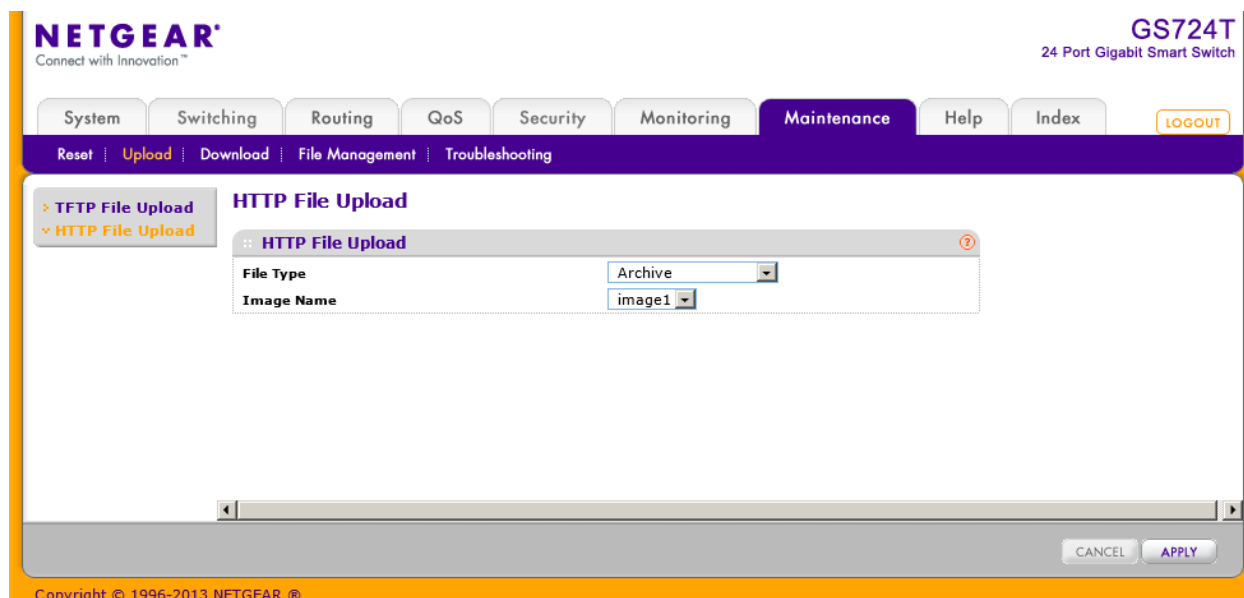 NETGEAR®
Connect with Innovation™
GS724T
24 Port Gigabit Smart Switch
System Switching Routing QoS Security Monitoring Maintenance Help Index LOGOUT
Reset Upload Download File Management Troubleshooting
TFTP File Upload
HTTP File Upload
HTTP File Upload
HTTP File Upload ?
File Type Archive
Image Name image1
CANCEL APPLY
Copyright © 1996-2013 NETGEAR ®